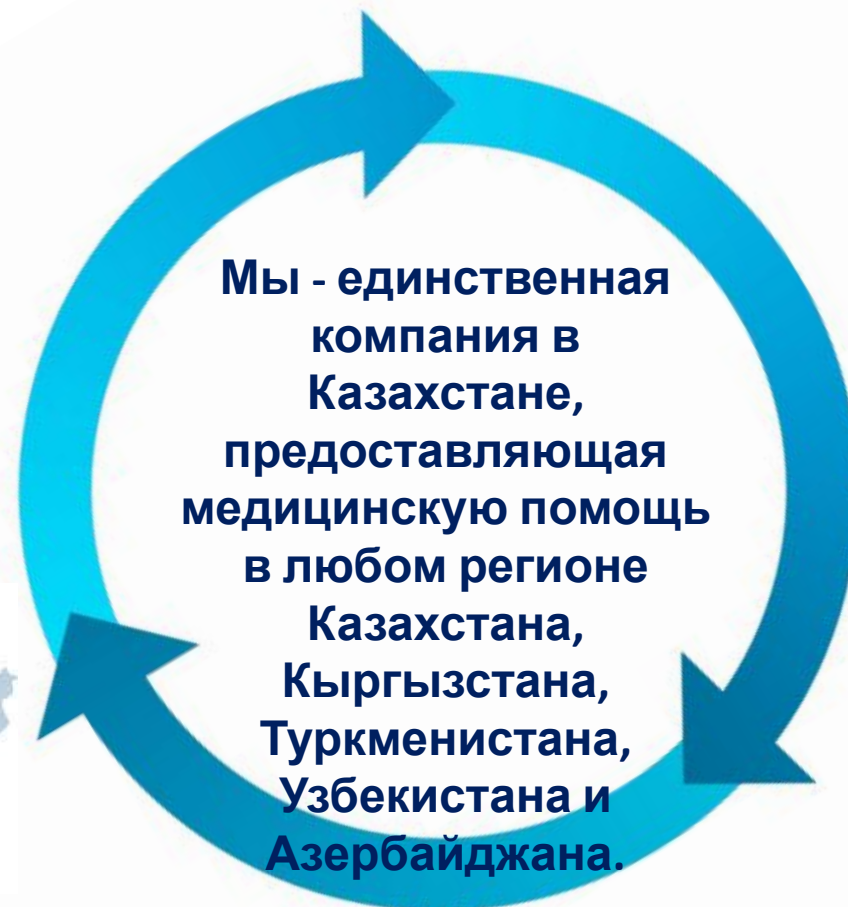 Мы - единственная
компания в
Казахстане,
предоставляющая
медицинскую помощь
в любом регионе
Казахстана,
Кыргызстана,
Туркменистана,
Узбекистана и
Азербайджана.